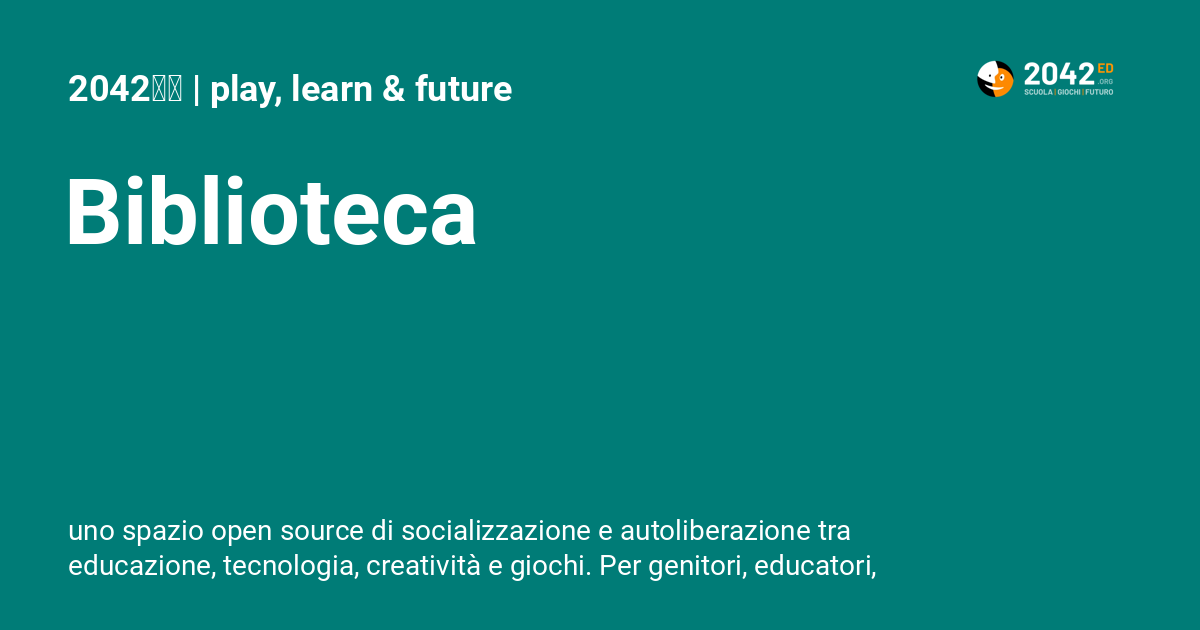 2042 | play, learn & future
2042 ED
.ORG
SCUOLA | GIOCHI | FUTURO
Biblioteca
uno spazio open source di socializzazione e autoliberazione tra
educazione, tecnologia, creatività e giochi. Per genitori, educatori,